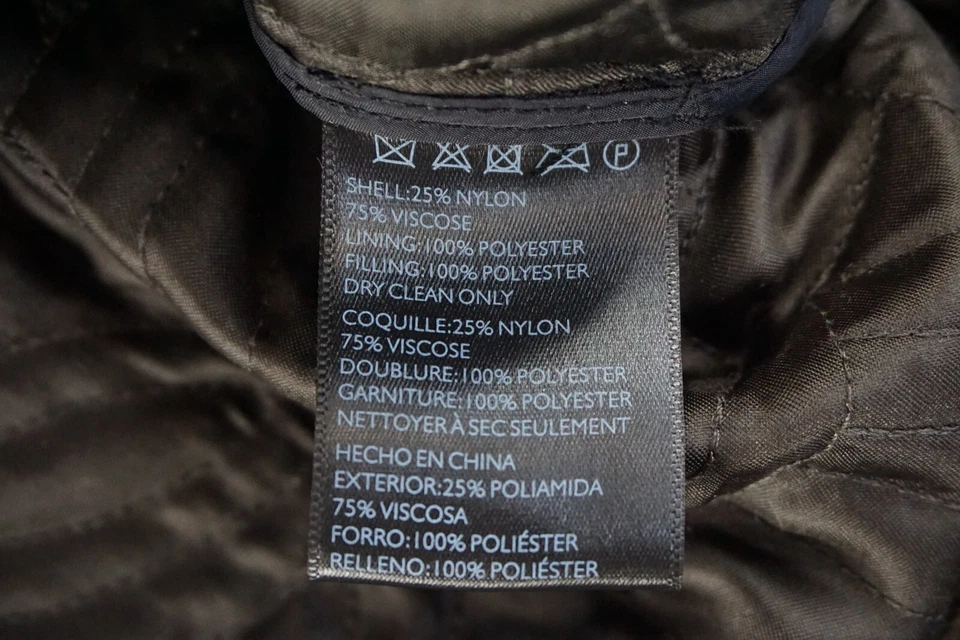 P
SHELL:25% NYLON
75% VISCOSE
LINING:100% POLYESTER
FILLING:100% POLYESTER
DRY CLEAN ONLY
COQUILLE:25% NYLON
75% VISCOSE
DOUBLURE:100% POLYESTER
GARNITURE:100% POLYESTER
NETTOYER À SEC SEULEMENT
HECHO EN CHINA
EXTERIOR:25% POLIAMIDA
75% VISCOSA
FORRO:100% POLIÉSTER
RELLENO:100% POLIÉSTER